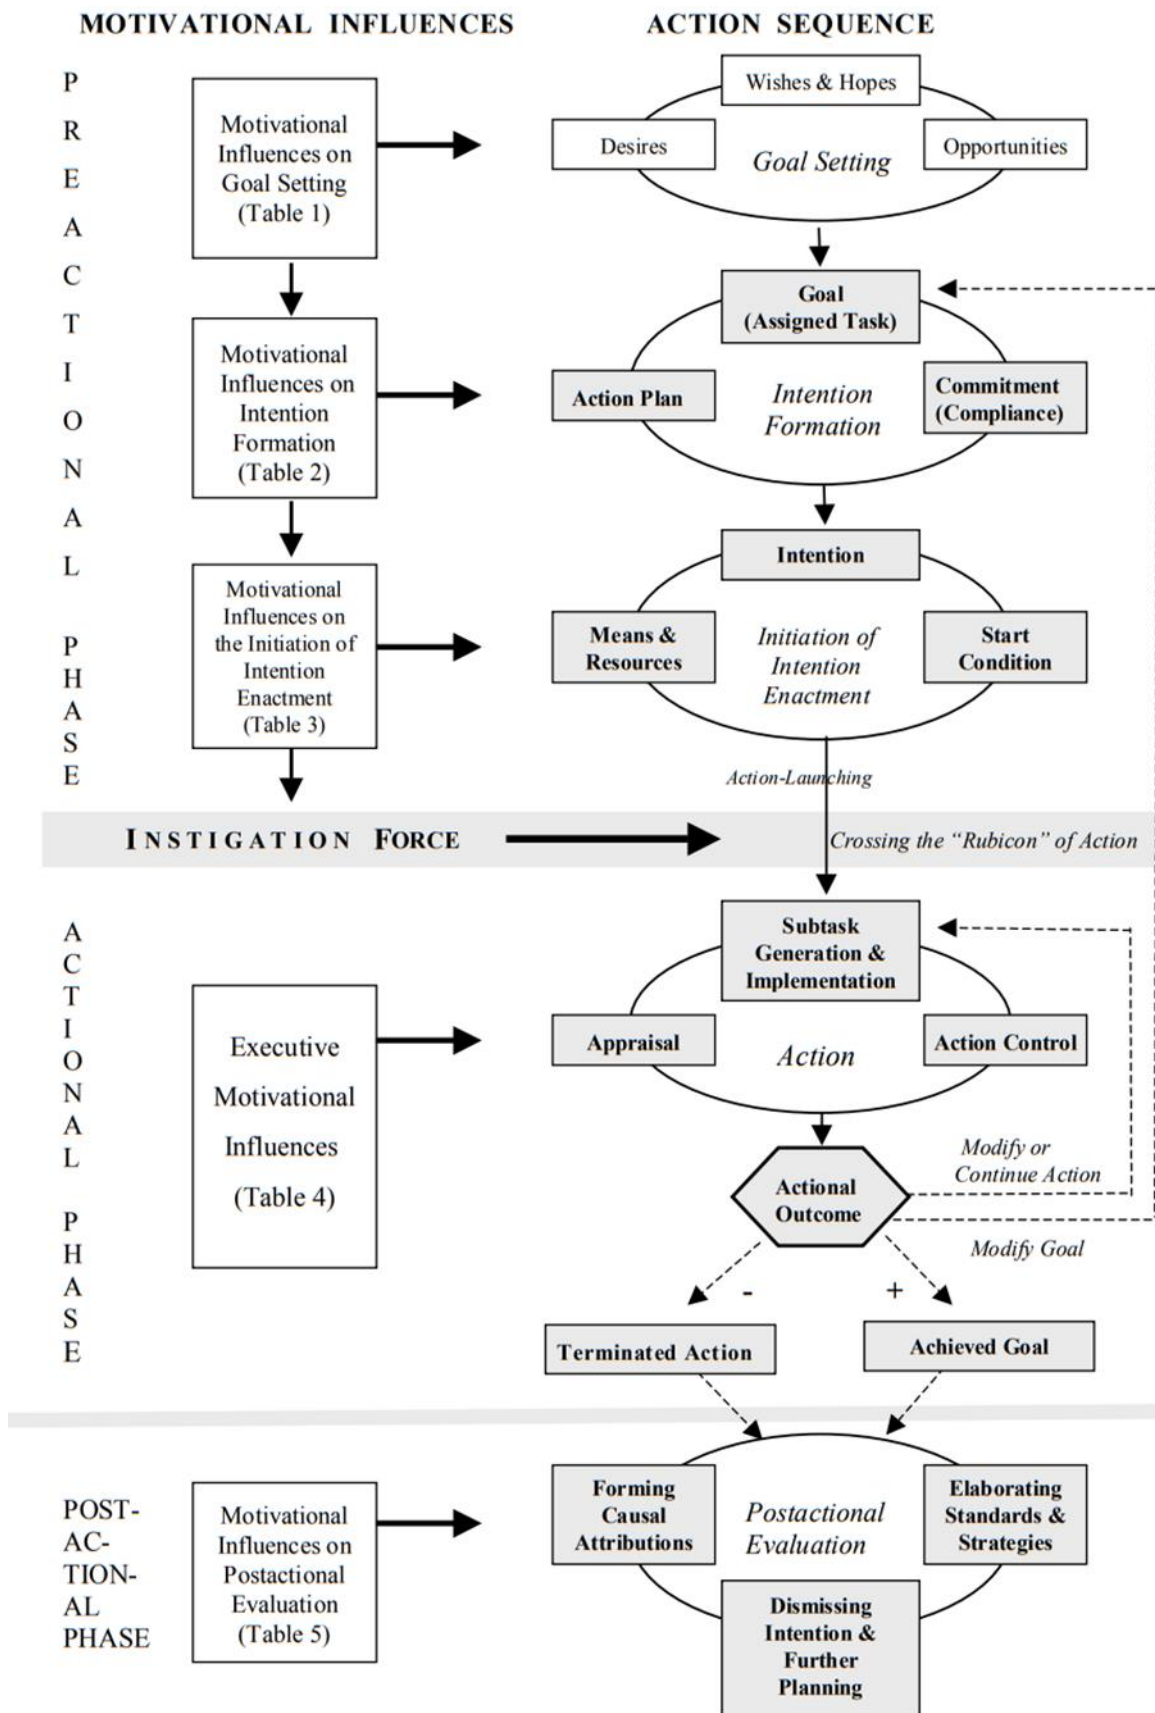 MOTIVATIONAL INFLUENCES
ACTION SEQUENCE
PREACTIONAL PHASE
Motivational
Influences on
Goal Setting
(Table 1)
Wishes & Hopes
Desires
Opportunities
Goal Setting
Motivational
Influences on
Intention
Formation
(Table 2)
Goal
(Assigned Task)
Action Plan
Commitment
(Compliance)
Intention
Formation
Motivational
Influences on
the Initiation of
Intention
Enactment
(Table 3)
Intention
Means &
Resources
Start
Condition
Initiation of
Intention
Enactment
Action-Launching
INSTIGATION FORCE
Crossing the “Rubicon” of Action
ACTIONAL PHASE
Executive
Motivational
Influences
(Table 4)
Subtask
Generation &
Implementation
Appraisal
Action Control
Action
Actional
Outcome
Modify or
Continue Action
Modify Goal
-
+
Terminated Action
Achieved Goal
POST-
AC-
TION-
AL
PHASE
Motivational
Influences on
Postactional
Evaluation
(Table 5)
Forming
Causal
Attributions
Postactional
Evaluation
Elaborating
Standards &
Strategies
Dismissing
Intention &
Further
Planning